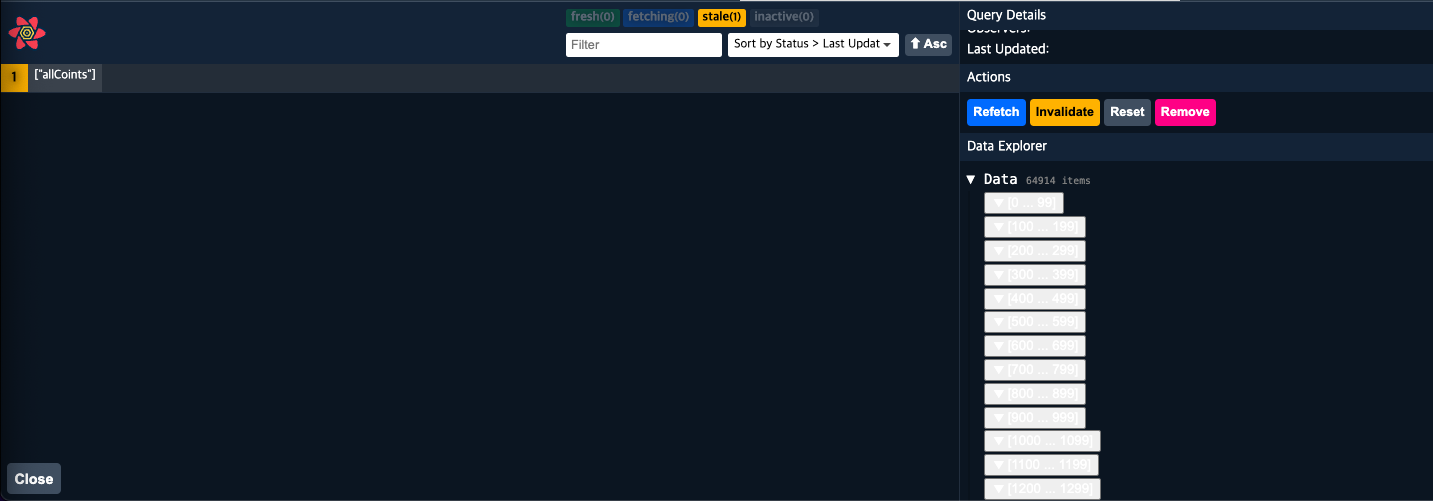 fresh(0) fetching(0) stale(1) inactive(0)
Filter
Sort by Status > Last Updat
Asc
1 ["allCoints"]
Close
Query Details
Observers:
Last Updated:
Actions
Refetch Invalidate Reset Remove
Data Explorer
▼ Data 64914 items
▼ [0 ... 99]
▼ [100 ... 199]
▼ [200 ... 299]
▼ [300 ... 399]
▼ [400 ... 499]
▼ [500 ... 599]
▼ [600 ... 699]
▼ [700 ... 799]
▼ [800 ... 899]
▼ [900 ... 999]
▼ [1000 ... 1099]
▼ [1100 ... 1199]
▼ [1200 ... 1299]